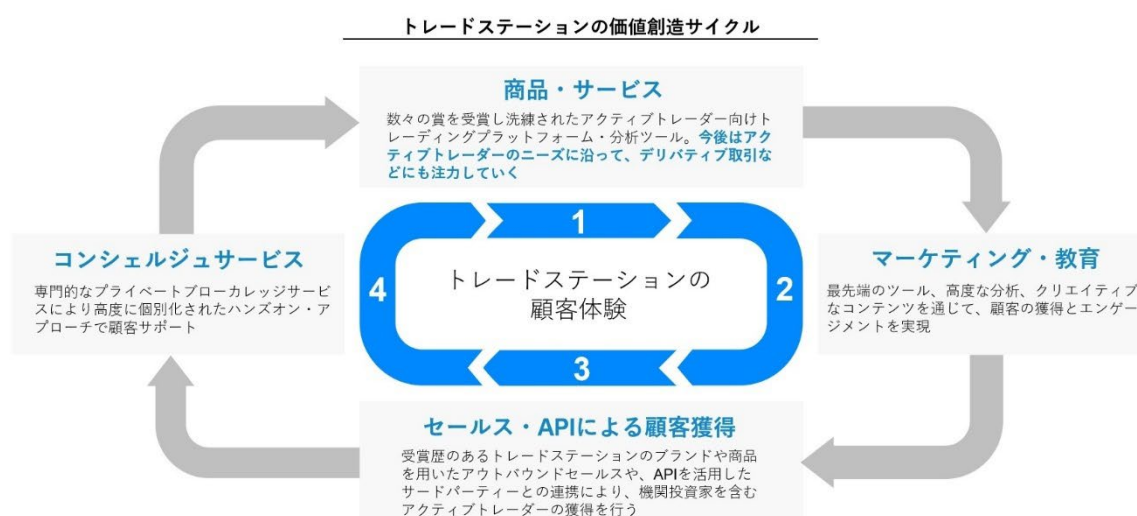 トレードステーションの価値創造サイクル
商品・サービス
数々の賞を受賞し洗練されたアクティブトレーダー向けト
レーディングプラットフォーム・分析ツール。今後はアク
ティブトレーダーのニーズに沿って、デリバティブ取引な
どにも注力していく
1
トレードステーションの
顧客体験
2
マーケティング・教育
最先端のツール、高度な分析、クリエイティブ
なコンテンツを通じて、顧客の獲得とエンゲー
ジメントを実現
3
セールス・APIによる顧客獲得
受賞歴のあるトレードステーションのブランドや商品
を用いたアウトバウンドセールスや、APIを活用した
サードパーティーとの連携により、機関投資家を含む
アクティブトレーダーの獲得を行う
4
コンシェルジュサービス
専門的なプライベートブローカレッジサービ
スにより高度に個別化されたハンズオン・ア
プローチで顧客サポート